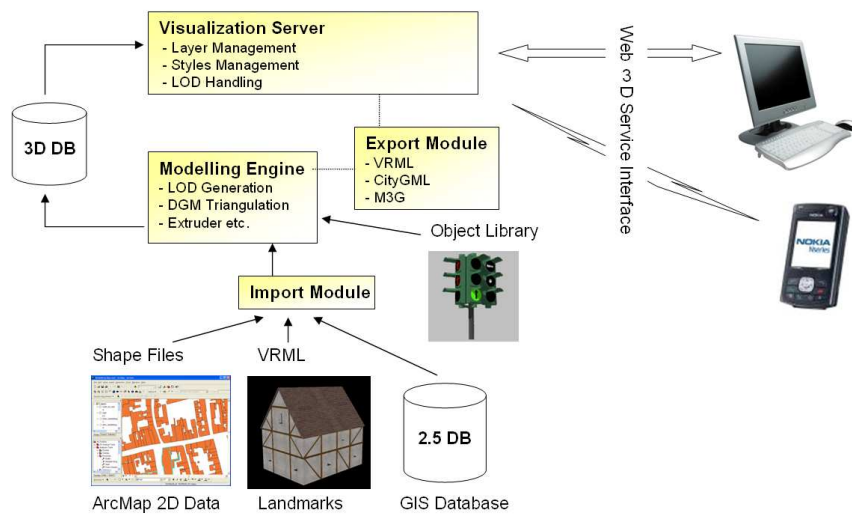 Visualization Server
- Layer Management
- Styles Management
- LOD Handling
Web 3D Service Interface
3D DB
Export Module
- VRML
- CityGML
- M3G
Modelling Engine
- LOD Generation
- DGM Triangulation
- Extruder etc.
Object Library
NOKIA
Nseries
Import Module
Shape Files
VRML
2.5 DB
ArcMap 2D Data
Landmarks
GIS Database